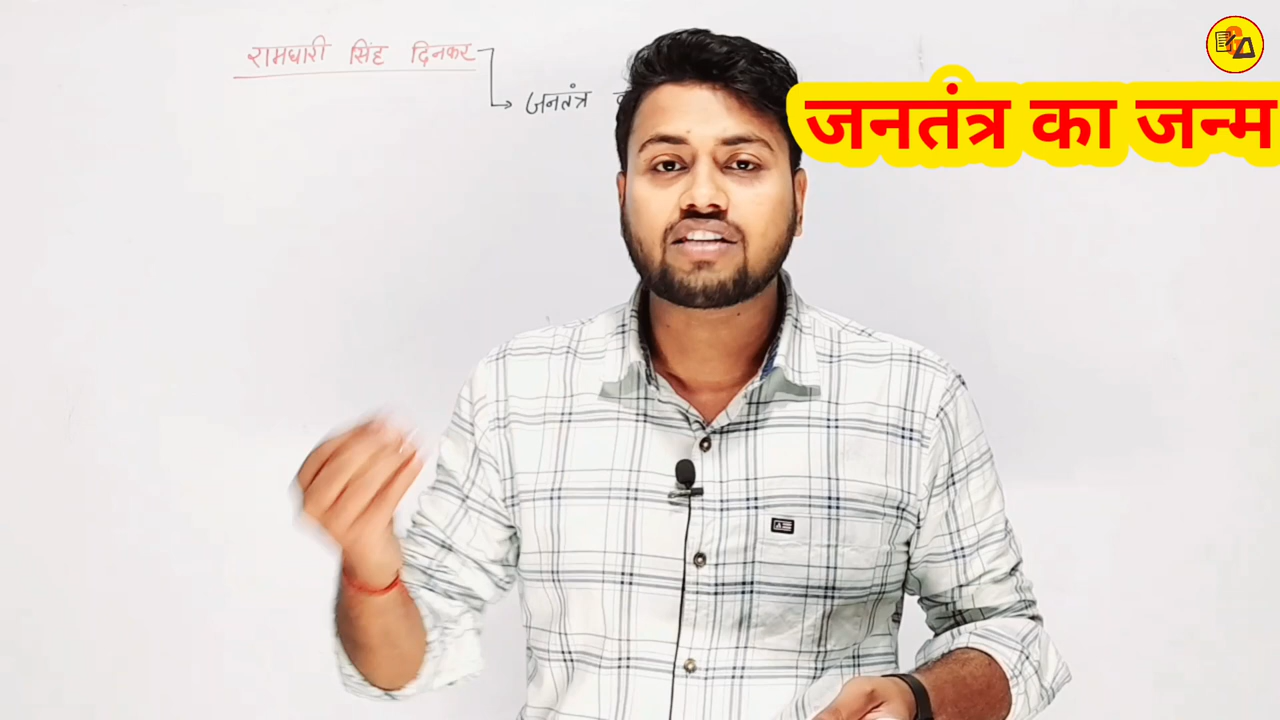 रामधारी सिंह दिनकर
जनतंत्र
जनतंत्र का जन्म